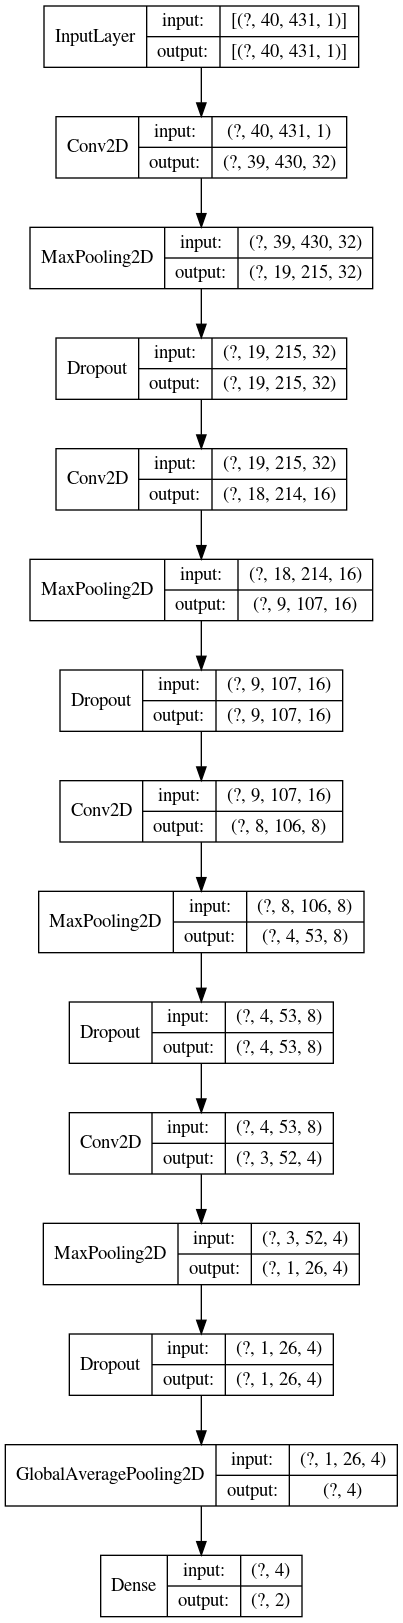 InputLayer
input: [(?, 40, 431, 1)]
output: [(?, 40, 431, 1)]
Conv2D
input: (?, 40, 431, 1)
output: (?, 39, 430, 32)
MaxPooling2D
input: (?, 39, 430, 32)
output: (?, 19, 215, 32)
Dropout
input: (?, 19, 215, 32)
output: (?, 19, 215, 32)
Conv2D
input: (?, 19, 215, 32)
output: (?, 18, 214, 16)
MaxPooling2D
input: (?, 18, 214, 16)
output: (?, 9, 107, 16)
Dropout
input: (?, 9, 107, 16)
output: (?, 9, 107, 16)
Conv2D
input: (?, 9, 107, 16)
output: (?, 8, 106, 8)
MaxPooling2D
input: (?, 8, 106, 8)
output: (?, 4, 53, 8)
Dropout
input: (?, 4, 53, 8)
output: (?, 4, 53, 8)
Conv2D
input: (?, 4, 53, 8)
output: (?, 3, 52, 4)
MaxPooling2D
input: (?, 3, 52, 4)
output: (?, 1, 26, 4)
Dropout
input: (?, 1, 26, 4)
output: (?, 1, 26, 4)
GlobalAveragePooling2D
input: (?, 1, 26, 4)
output: (?, 4)
Dense
input: (?, 4)
output: (?, 2)